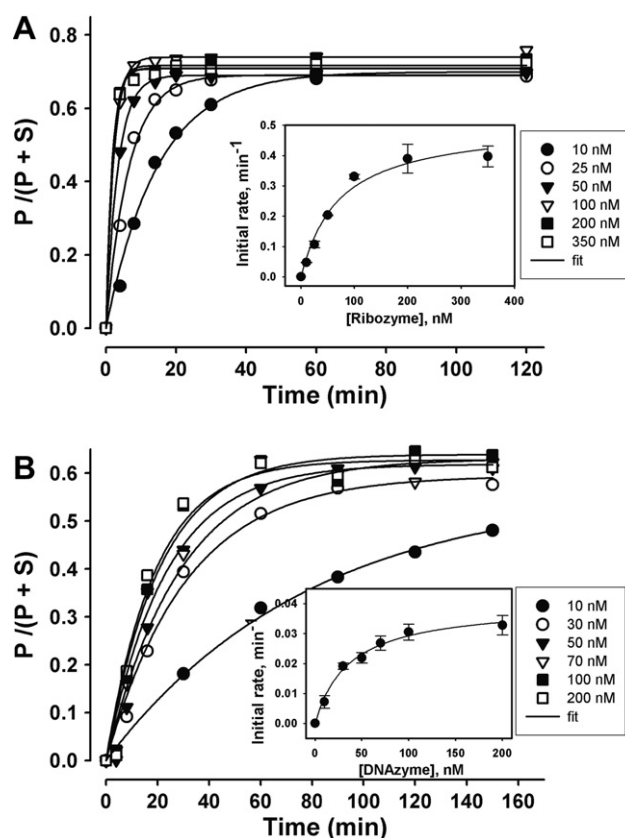 A
P /(P + S)
0.8
0.6
0.4
0.2
0.0
0 20 40 60 80 100 120
Time (min)
Initial rate, min-1
0.5
0.4
0.3
0.2
0.1
0.0
0 100 200 300 400
[Ribozyme], nM
10 nM
25 nM
50 nM
100 nM
200 nM
350 nM
fit
B
P /(P + S)
0.6
0.5
0.4
0.3
0.2
0.1
0.0
0 20 40 60 80 100 120 140 160
Time (min)
Initial rate, min-
0.04
0.03
0.02
0.01
0.00
0 50 100 150 200
[DNAzyme], nM
10 nM
30 nM
50 nM
70 nM
100 nM
200 nM
fit